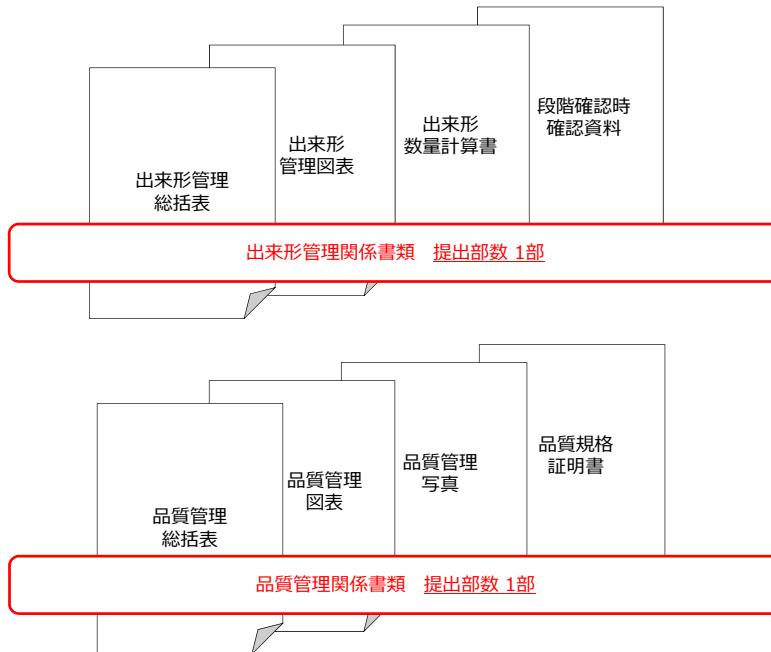 段階確認時
確認資料
出来形
数量計算書
出来形
管理図表
出来形管理
総括表
出来形管理関係書類　提出部数 1部
品質規格
証明書
品質管理
写真
品質管理
図表
品質管理
総括表
品質管理関係書類　提出部数 1部